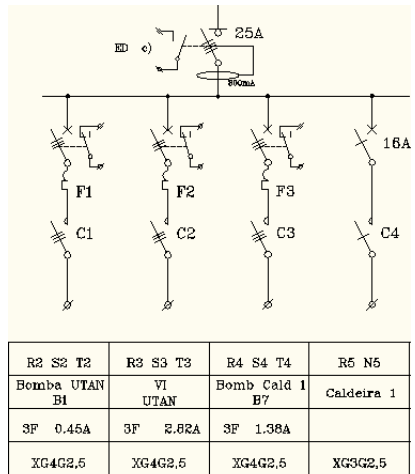 25A
ED c)
300mA
16A
F1 F2 F3
C1 C2 C3 C4
R2 S2 T2 R3 S3 T3 R4 S4 T4 R5 N5
Bomba UTAN VI Bomb Cald 1 Caldeira 1
B1 UTAN B7
3F 0.45A 3F 2.82A 3F 1.38A
XG4G2,5 XG4G2,5 XG4G2,5 XG3G2,5